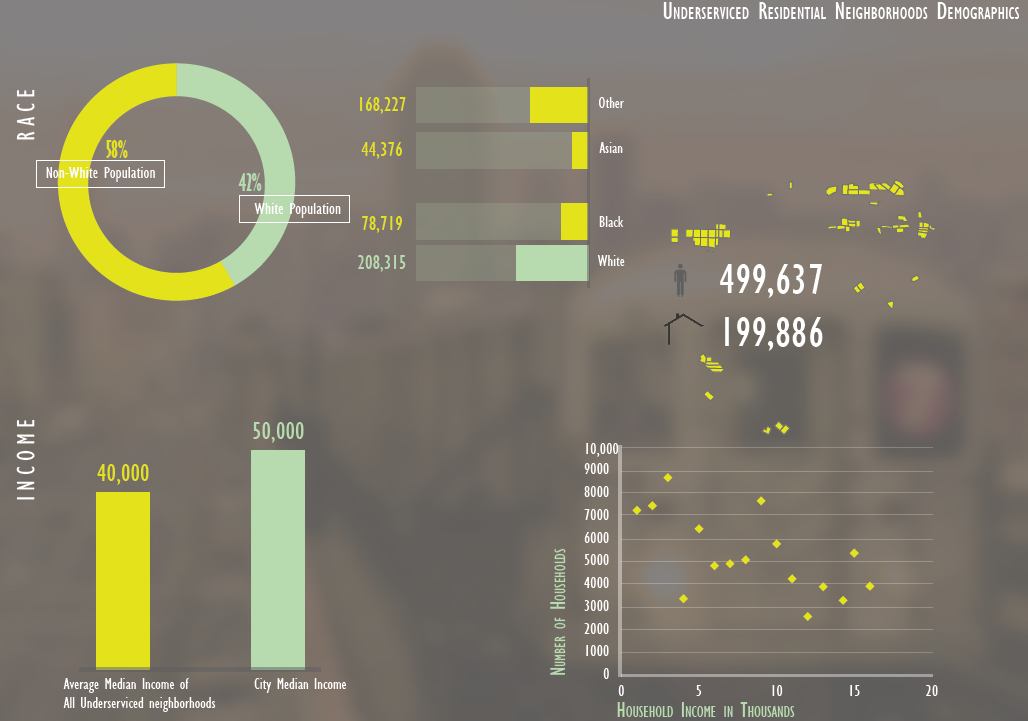 UNDERSERVICED RESIDENTIAL NEIGHBORHOODS DEMOGRAPHICS
RACE
58%
Non-White Population
42%
White Population
168,227
Other
44,376
Asian
78,719
Black
208,315
White
499,637
199,886
INCOME
40,000
50,000
Average Median Income of
All Underserviced neighborhoods
City Median Income
10,000
9000
8000
7000
6000
5000
4000
3000
2000
1000
0
NUMBER OF HOUSEHOLDS
0 5 10 15 20
HOUSEHOLD INCOME IN THOUSANDS